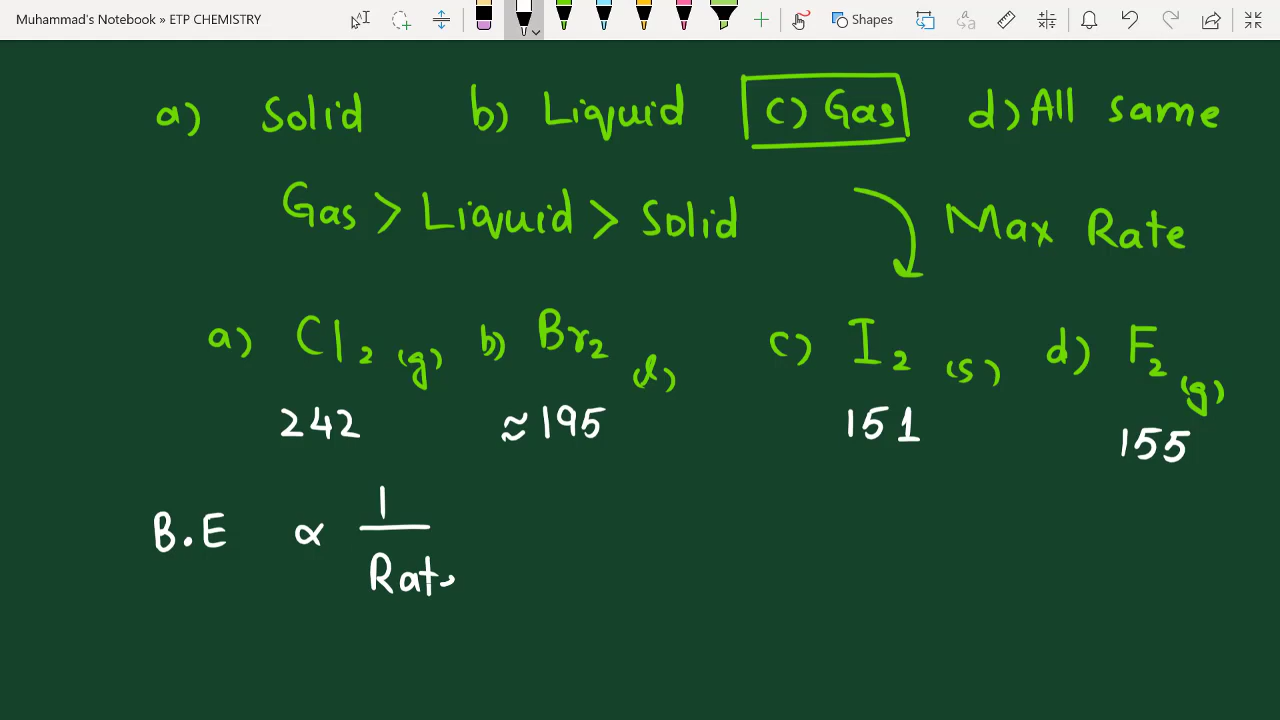 Muhammad's Notebook » ETP CHEMISTRY Shapes
a) Solid b) Liquid c) Gas d) All same
Gas > Liquid > Solid Max Rate
a) Cl2 (g) b) Br2 (l) c) I2 (s) d) F2 (g)
242 ≈195 151 155
B.E ∝ 1
Rat